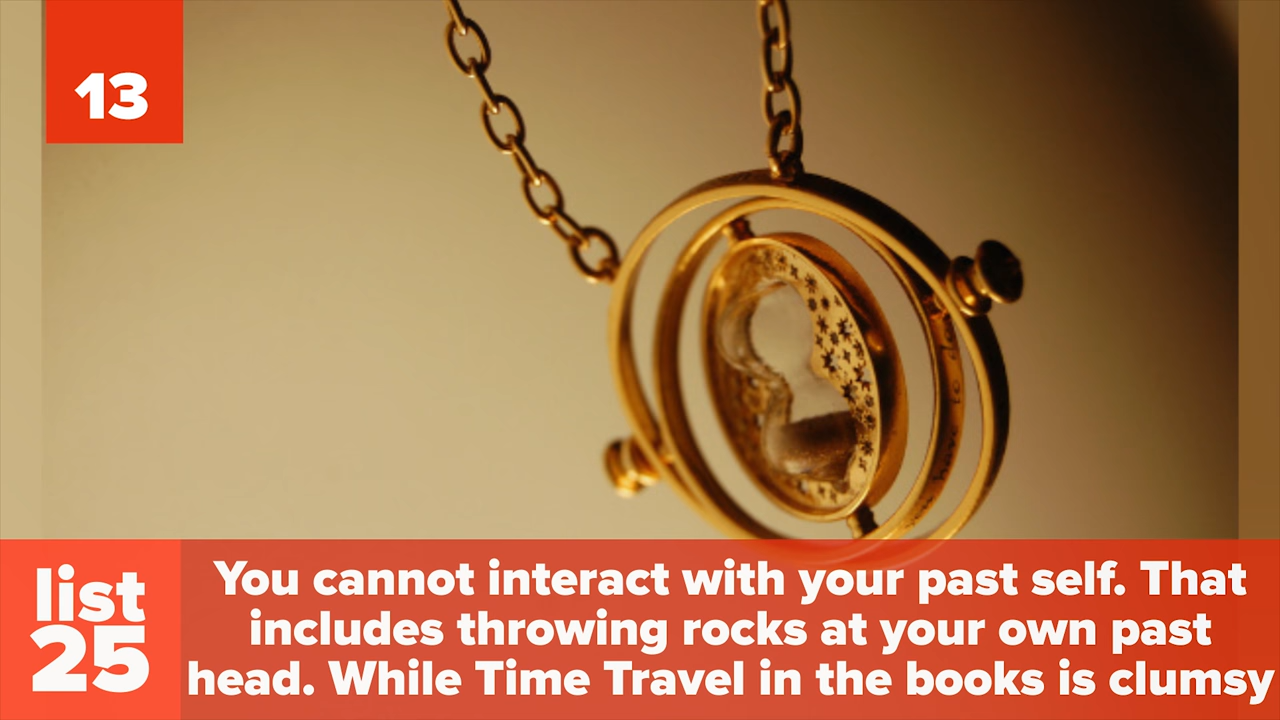 13
list
25
You cannot interact with your past self. That
includes throwing rocks at your own past
head. While Time Travel in the books is clumsy